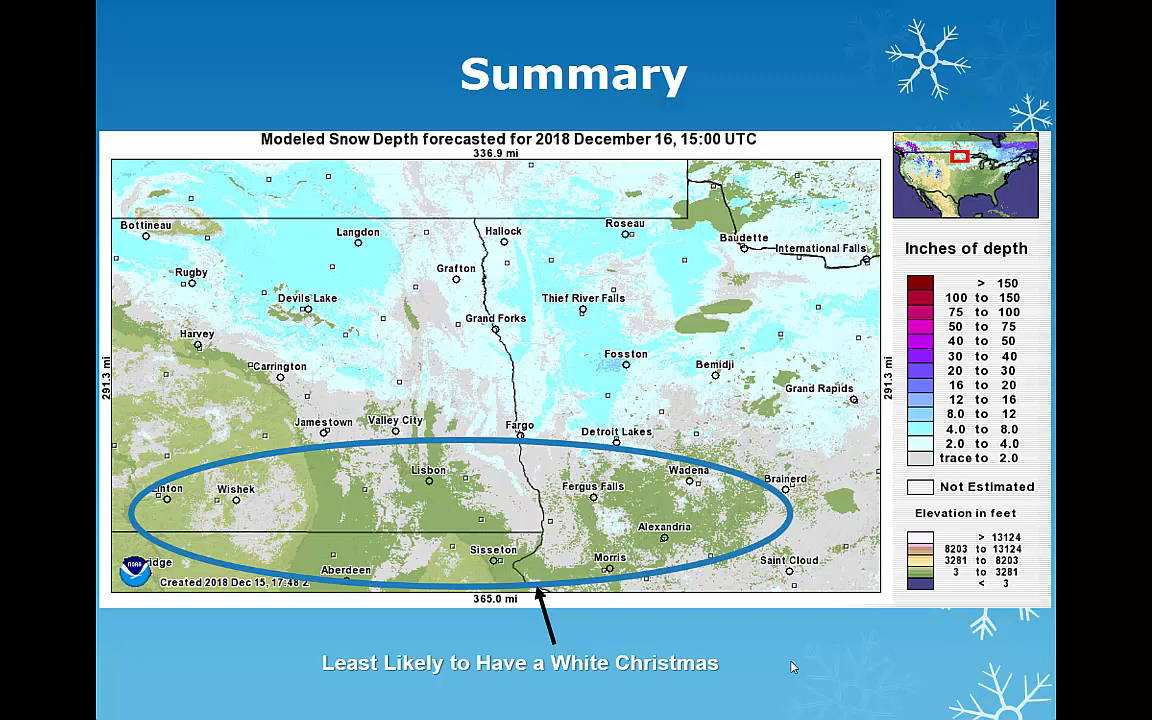 Summary
Modeled Snow Depth forecasted for 2018 December 16, 15:00 UTC
336.9 mi
Bottineau
Langdon
Hallock
Roseau
Baudette
International Falls
Rugby
Grafton
Devils Lake
Thief River Falls
Grand Forks
Harvey
Carrington
Fosston
Bemidji
Grand Rapids
291.3 mi
291.3 mi
Jamestown
Valley City
Fargo
Detroit Lakes
Lisbon
Wadena
Brainerd
inton
Wishek
Fergus Falls
Alexandria
Sisseton
Morris
Saint Cloud
NOAA
idge
Aberdeen
Created 2018 Dec 15, 17:48 Z
365.0 mi
Inches of depth
> 150
100 to 150
75 to 100
50 to 75
40 to 50
30 to 40
20 to 30
16 to 20
12 to 16
8.0 to 12
4.0 to 8.0
2.0 to 4.0
trace to 2.0
Not Estimated
Elevation in feet
> 13124
8203 to 13124
3281 to 8203
3 to 3281
< 3
Least Likely to Have a White Christmas